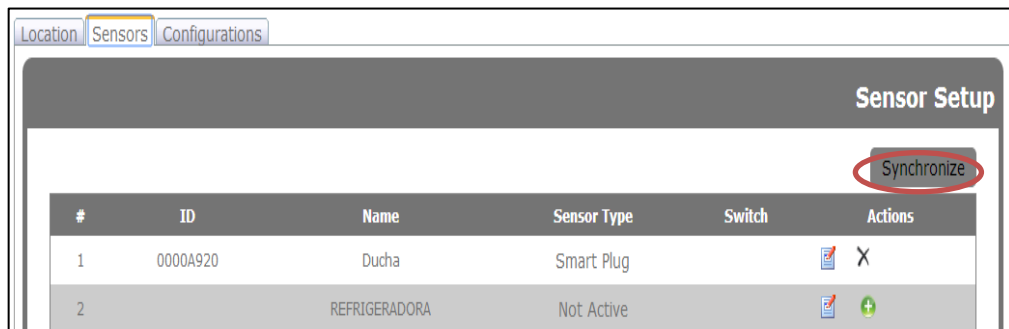 Location Sensors Configurations
Sensor Setup
Synchronize
# ID Name Sensor Type Switch Actions
1 0000A920 Ducha Smart Plug
2 REFRIGERADORA Not Active